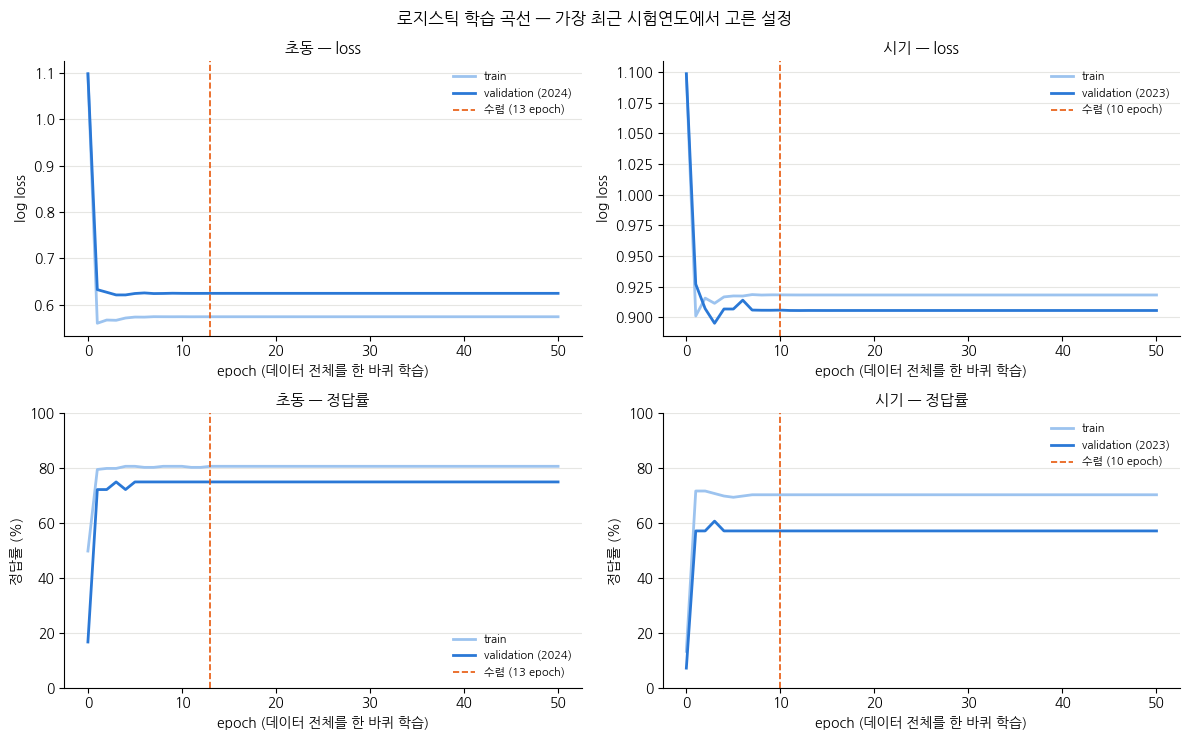 로지스틱 학습 곡선 — 가장 최근 시험연도에서 고른 설정
초동 — loss
1.1
1.0
0.9
0.8
0.7
0.6
log loss
train
validation (2024)
수렴 (13 epoch)
0 10 20 30 40 50
epoch (데이터 전체를 한 바퀴 학습)
시기 — loss
1.100
1.075
1.050
1.025
1.000
0.975
0.950
0.925
0.900
log loss
train
validation (2023)
수렴 (10 epoch)
0 10 20 30 40 50
epoch (데이터 전체를 한 바퀴 학습)
초동 — 정답률
100
80
60
40
20
0
정답률 (%)
train
validation (2024)
수렴 (13 epoch)
0 10 20 30 40 50
epoch (데이터 전체를 한 바퀴 학습)
시기 — 정답률
100
80
60
40
20
0
정답률 (%)
train
validation (2023)
수렴 (10 epoch)
0 10 20 30 40 50
epoch (데이터 전체를 한 바퀴 학습)